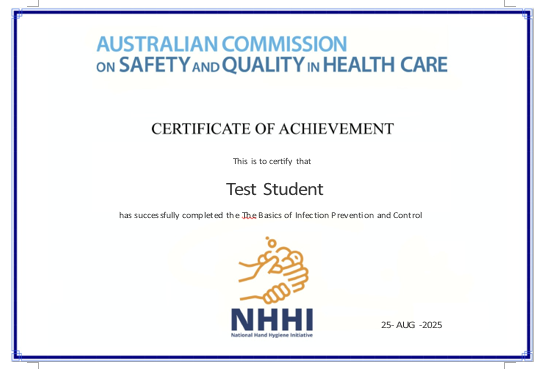 AUSTRALIAN COMMISSION
ON SAFETY AND QUALITY IN HEALTH CARE
CERTIFICATE OF ACHIEVEMENT
This is to certify that
Test Student
has successfully completed the The Basics of Infection Prevention and Control
NHHI
National Hand Hygiene Initiative
25- AUG -2025